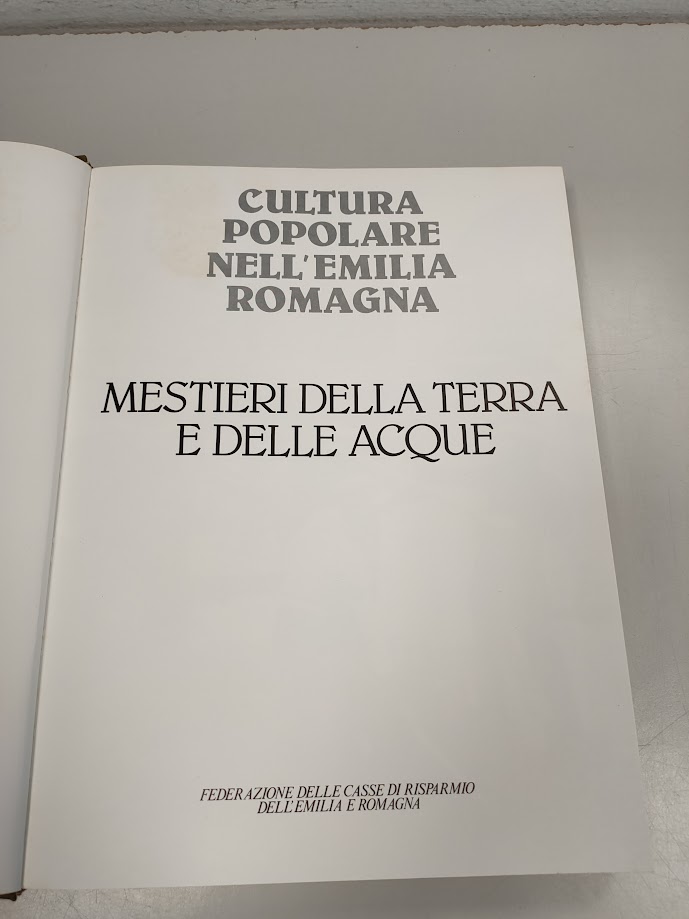 CULTURA
POPOLARE
NELL'EMILIA
ROMAGNA
MESTIERI DELLA TERRA
E DELLE ACQUE
FEDERAZIONE DELLE CASSE DI RISPARMIO
DELL'EMILIA E ROMAGNA